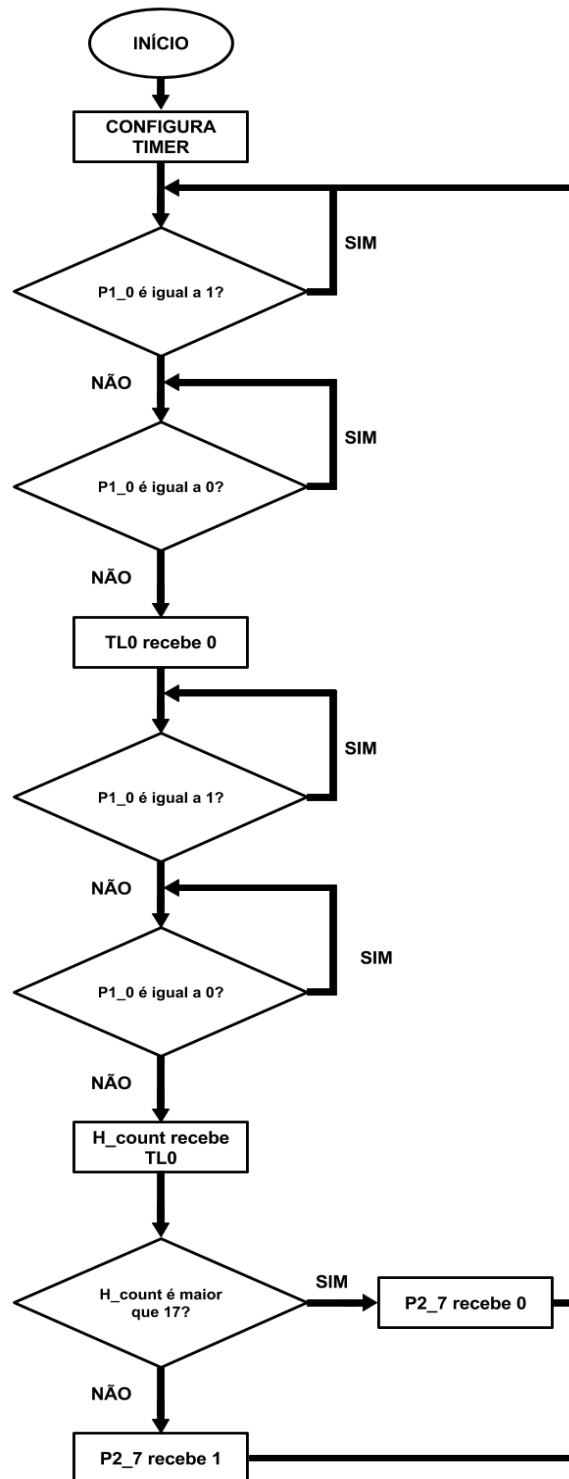 INÍCIO
CONFIGURA
TIMER
SIM
P1_0 é igual a 1?
NÃO
SIM
P1_0 é igual a 0?
NÃO
TL0 recebe 0
SIM
P1_0 é igual a 1?
NÃO
SIM
P1_0 é igual a 0?
NÃO
H_count recebe
TL0
H_count é maior
que 17?
SIM
P2_7 recebe 0
NÃO
P2_7 recebe 1